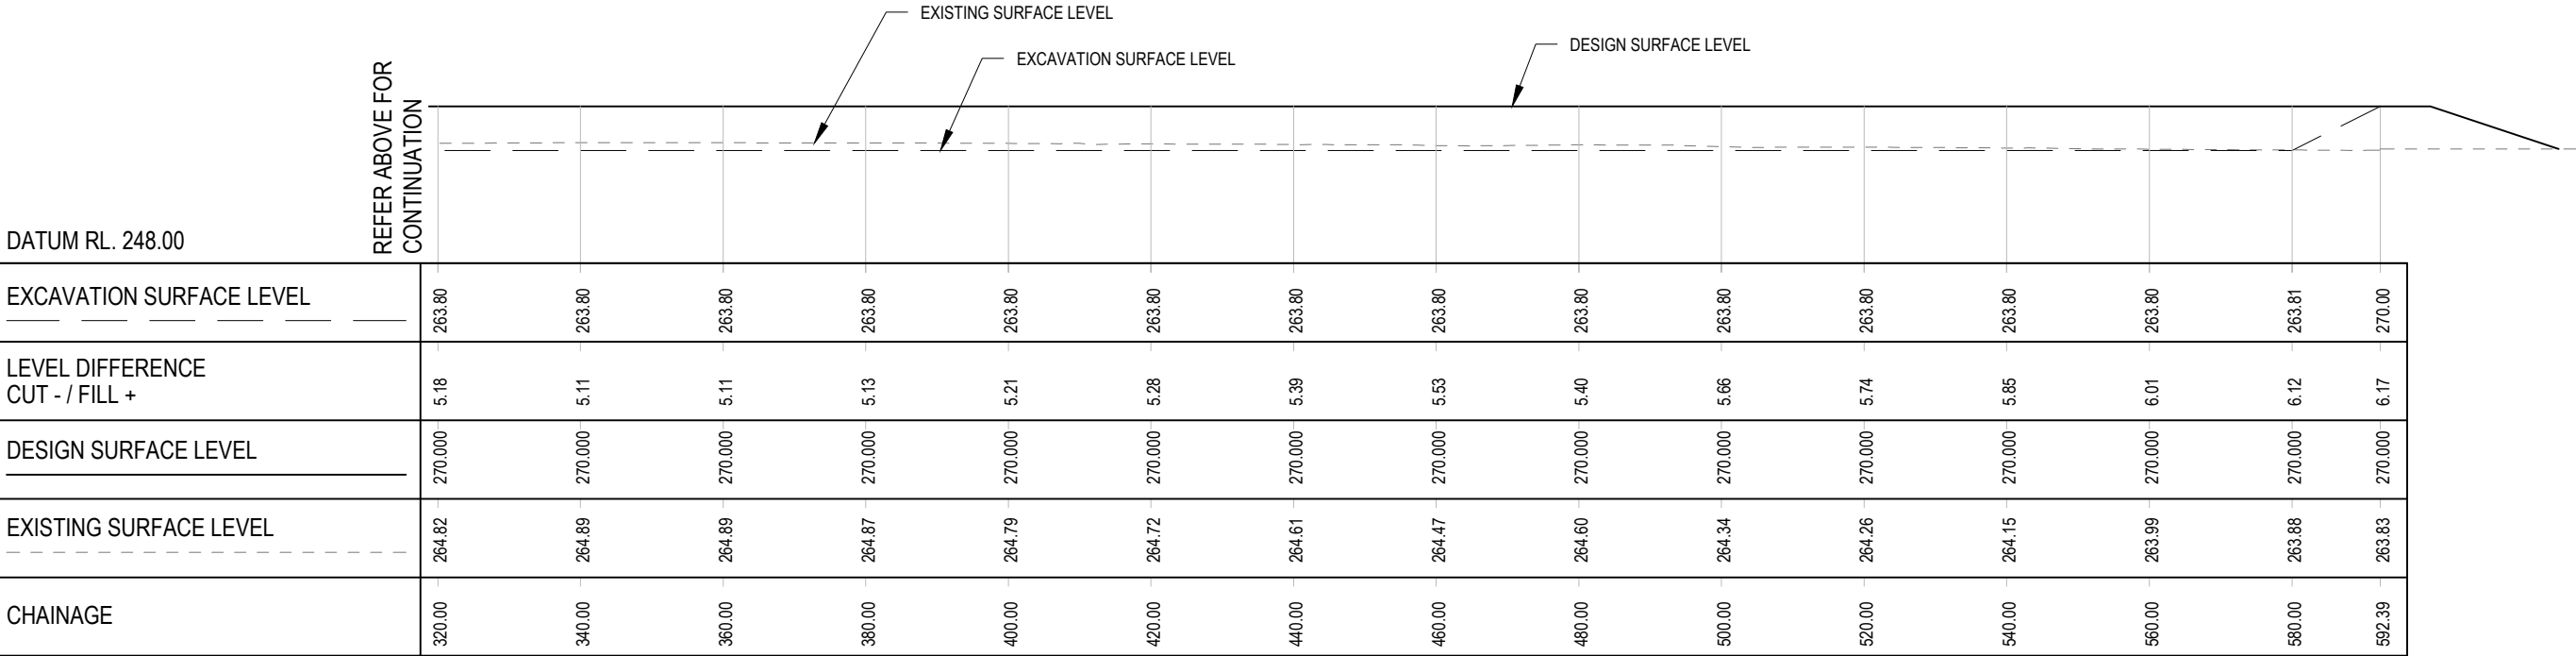 EXISTING SURFACE LEVEL
DESIGN SURFACE LEVEL
EXCAVATION SURFACE LEVEL
REFER ABOVE FOR
CONTINUATION
DATUM RL. 248.00
EXCAVATION SURFACE LEVEL 263.80 263.80 263.80 263.80 263.80 263.80 263.80 263.80 263.80 263.80 263.80 263.80 263.80 263.81 270.00
LEVEL DIFFERENCE
CUT - / FILL + 5.18 5.11 5.11 5.13 5.21 5.28 5.39 5.53 5.40 5.66 5.74 5.85 6.01 6.12 6.17
DESIGN SURFACE LEVEL 270.000 270.000 270.000 270.000 270.000 270.000 270.000 270.000 270.000 270.000 270.000 270.000 270.000 270.000 270.000
EXISTING SURFACE LEVEL 264.82 264.89 264.89 264.87 264.79 264.72 264.61 264.47 264.60 264.34 264.26 264.15 263.99 263.88 263.83
CHAINAGE 320.00 340.00 360.00 380.00 400.00 420.00 440.00 460.00 480.00 500.00 520.00 540.00 560.00 580.00 592.39